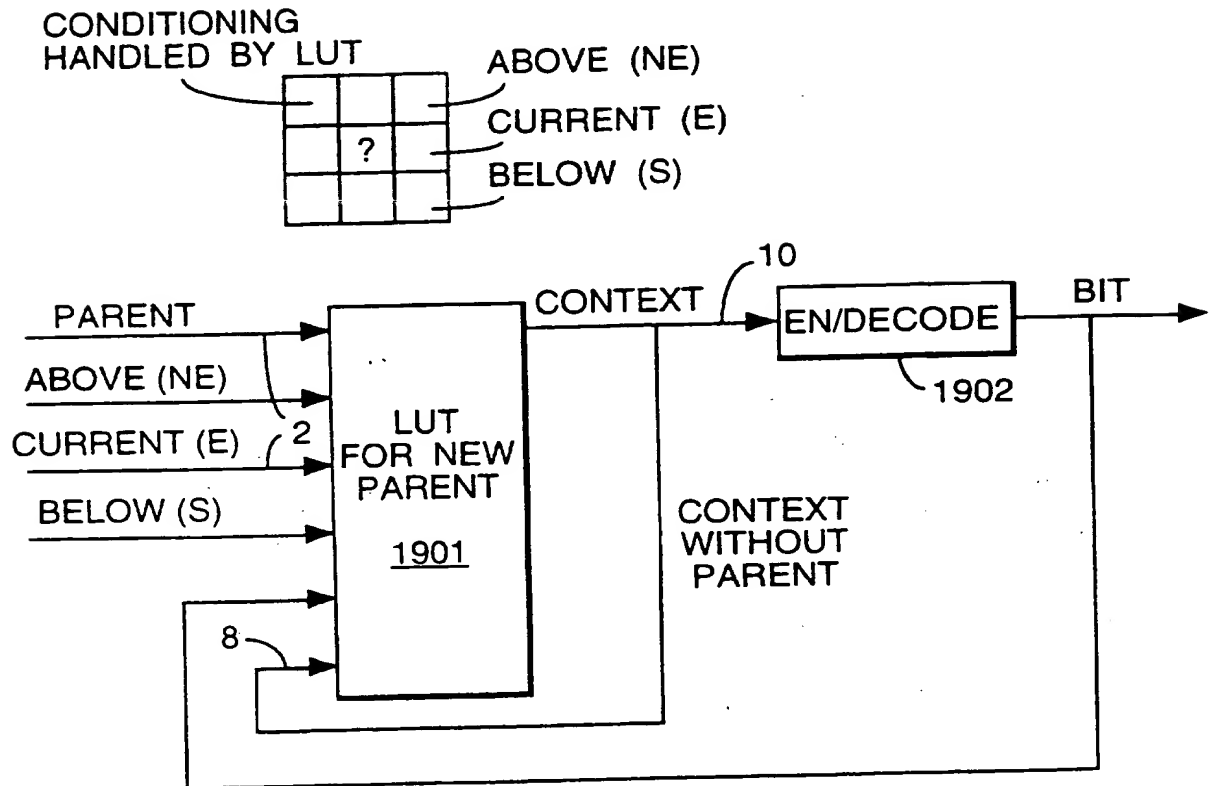 CONDITIONING
HANDLED BY LUT
ABOVE (NE)
CURRENT (E)
?
BELOW (S)
10
PARENT
CONTEXT
BIT
EN/DECODE
ABOVE (NE)
1902
2
CURRENT (E)
LUT
FOR NEW
PARENT
BELOW (S)
1901
CONTEXT
WITHOUT
PARENT
8